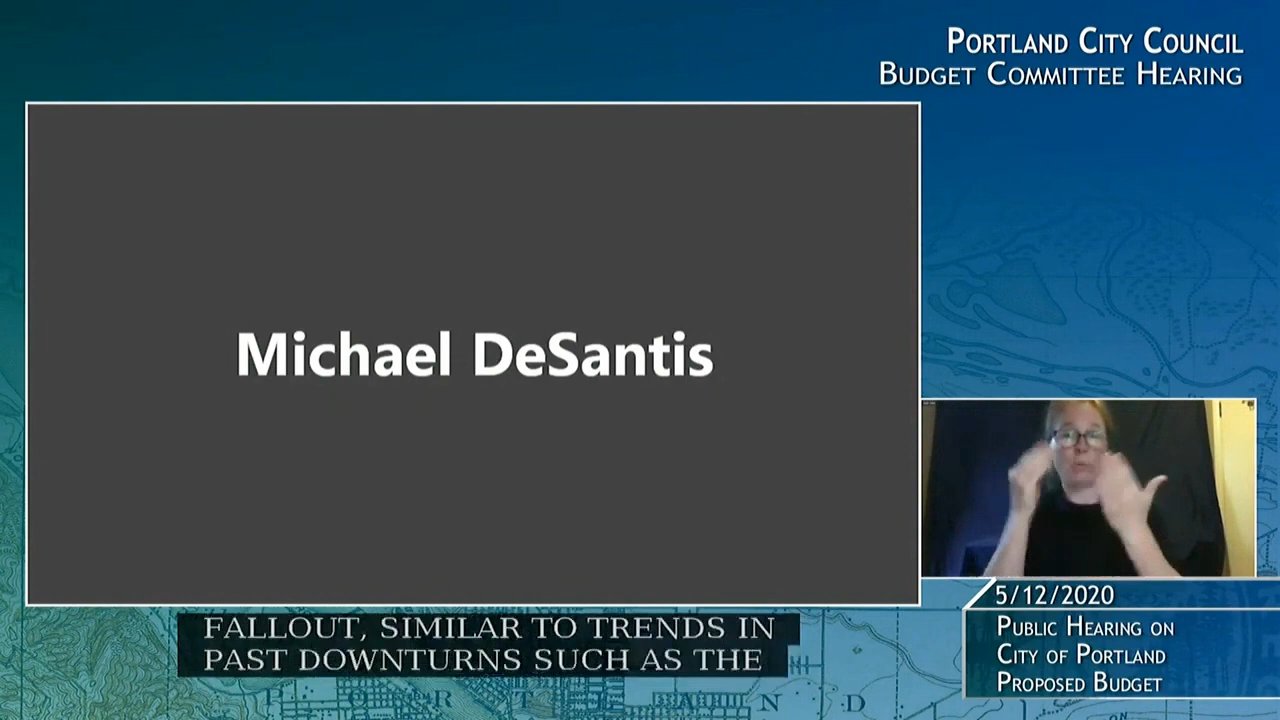 PORTLAND CITY COUNCIL
BUDGET COMMITTEE HEARING
Michael DeSantis
5/12/2020
PUBLIC HEARING ON
CITY OF PORTLAND
PROPOSED BUDGET
FALLOUT, SIMILAR TO TRENDS IN
PAST DOWNTURNS SUCH AS THE